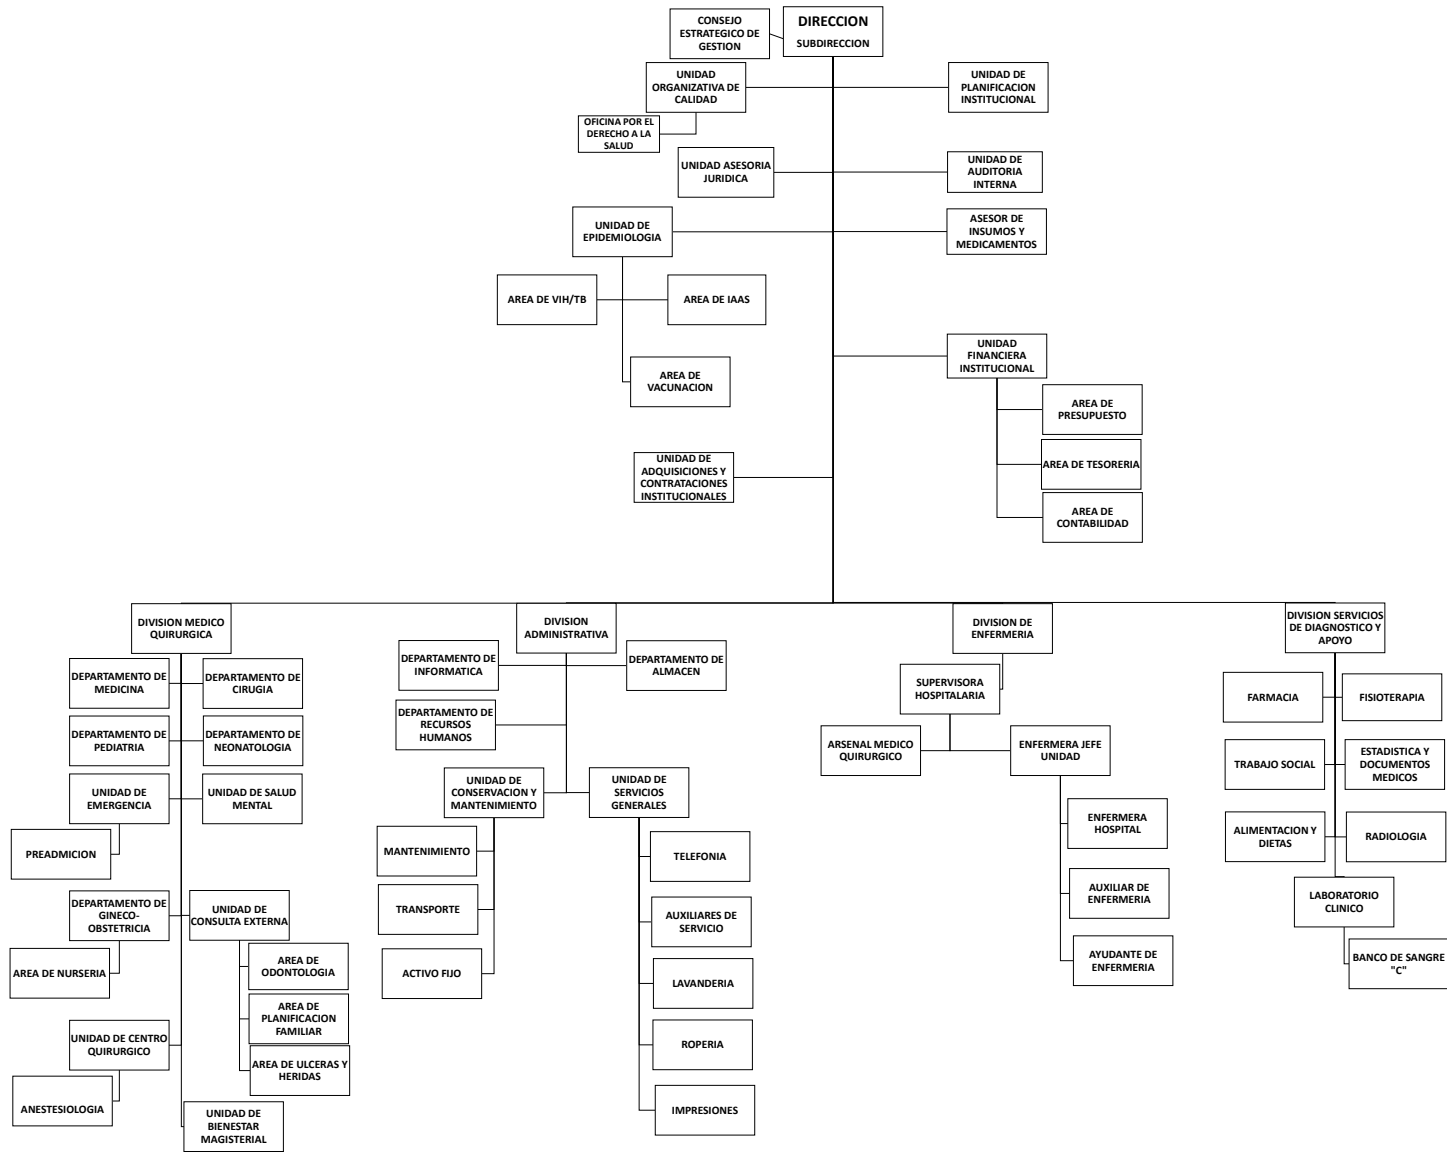 CONSEJO
ESTRATEGICO DE
GESTION
DIRECCION
SUBDIRECCION
UNIDAD
ORGANIZATIVA DE
CALIDAD
UNIDAD DE
PLANIFICACION
INSTITUCIONAL
OFICINA POR EL
DERECHO A LA
SALUD
UNIDAD ASESORIA
JURIDICA
UNIDAD DE
AUDITORIA
INTERNA
UNIDAD DE
EPIDEMIOLOGIA
ASESOR DE
INSUMOS Y
MEDICAMENTOS
AREA DE VIH/TB
AREA DE IAAS
UNIDAD
FINANCIERA
INSTITUCIONAL
AREA DE
VACUNACION
AREA DE
PRESUPUESTO
UNIDAD DE
ADQUISICIONES Y
CONTRATACIONES
INSTITUCIONALES
AREA DE TESORERIA
AREA DE
CONTABILIDAD
DIVISION MEDICO
QUIRURGICA
DEPARTAMENTO DE
MEDICINA
DEPARTAMENTO DE
CIRUGIA
DEPARTAMENTO DE
PEDIATRIA
DEPARTAMENTO DE
NEONATOLOGIA
UNIDAD DE
EMERGENCIA
UNIDAD DE SALUD
MENTAL
PREADMICION
DEPARTAMENTO DE
GINECO-
OBSTETRICIA
UNIDAD DE
CONSULTA EXTERNA
AREA DE NURSERIA
AREA DE
ODONTOLOGIA
AREA DE
PLANIFICACION
FAMILIAR
UNIDAD DE CENTRO
QUIRURGICO
AREA DE ULCERAS Y
HERIDAS
ANESTESIOLOGIA
UNIDAD DE
BIENESTAR
MAGISTERIAL
DIVISION
ADMINISTRATIVA
DEPARTAMENTO DE
INFORMATICA
DEPARTAMENTO DE
ALMACEN
DEPARTAMENTO DE
RECURSOS
HUMANOS
UNIDAD DE
CONSERVACION Y
MANTENIMIENTO
UNIDAD DE
SERVICIOS
GENERALES
MANTENIMIENTO
TRANSPORTE
ACTIVO FIJO
TELEFONIA
AUXILIARES DE
SERVICIO
LAVANDERIA
ROPERIA
IMPRESIONES
DIVISION DE
ENFERMERIA
SUPERVISORA
HOSPITALARIA
ARSENAL MEDICO
QUIRURGICO
ENFERMERA JEFE
UNIDAD
ENFERMERA
HOSPITAL
AUXILIAR DE
ENFERMERIA
AYUDANTE DE
ENFERMERIA
DIVISION SERVICIOS
DE DIAGNOSTICO Y
APOYO
FARMACIA
FISIOTERAPIA
TRABAJO SOCIAL
ESTADISTICA Y
DOCUMENTOS
MEDICOS
ALIMENTACION Y
DIETAS
RADIOLOGIA
LABORATORIO
CLINICO
BANCO DE SANGRE
"C"